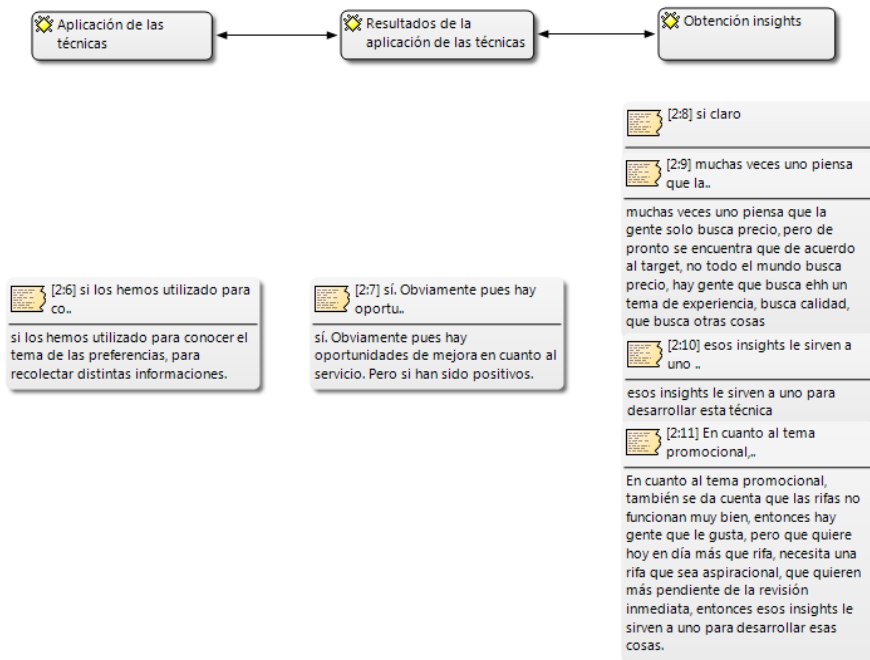 Aplicación de las
técnicas
Resultados de la
aplicación de las técnicas
Obtención insights
[2:6] si los hemos utilizado para
co..
si los hemos utilizado para conocer el
tema de las preferencias, para
recolectar distintas informaciones.
[2:7] sí. Obviamente pues hay
oportu..
sí. Obviamente pues hay
oportunidades de mejora en cuanto al
servicio. Pero si han sido positivos.
[2:8] si claro
[2:9] muchas veces uno piensa
que la..
muchas veces uno piensa que la
gente solo busca precio, pero de
pronto se encuentra que de acuerdo
al target, no todo el mundo busca
precio, hay gente que busca ehh un
tema de experiencia, busca calidad,
que busca otras cosas
[2:10] esos insights le sirven a
uno ..
esos insights le sirven a uno para
desarrollar esta técnica
[2:11] En cuanto al tema
promocional,..
En cuanto al tema promocional,
también se da cuenta que las rifas no
funcionan muy bien, entonces hay
gente que le gusta, pero que quiere
hoy en día más que rifa, necesita una
rifa que sea aspiracional, que quieren
más pendiente de la revisión
inmediata, entonces esos insights le
sirven a uno para desarrollar esas
cosas.